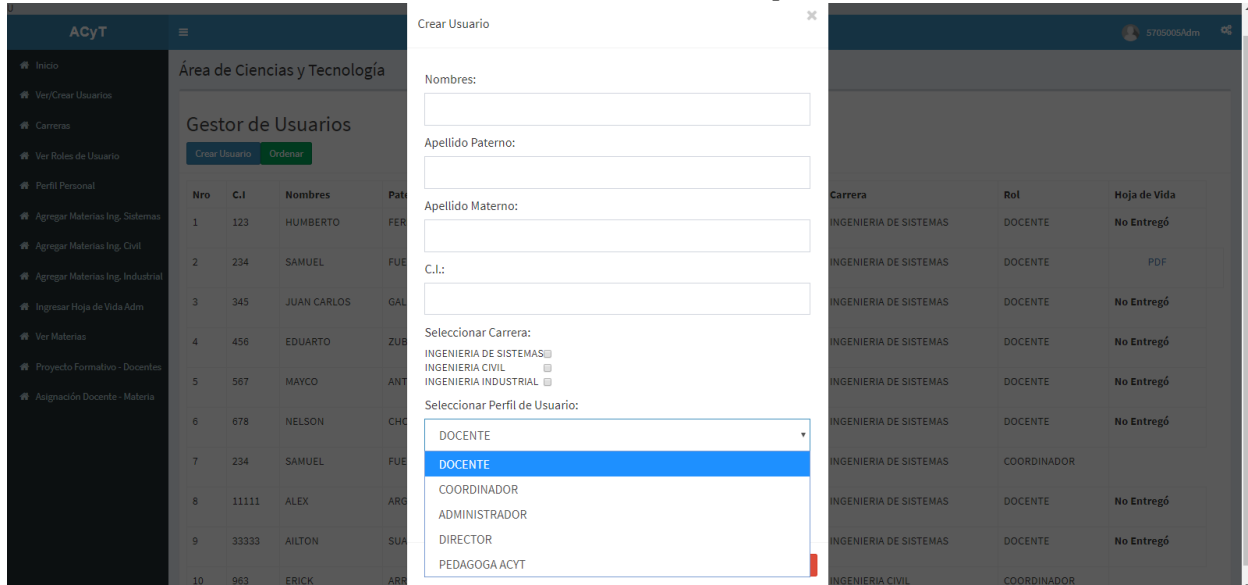 ACyT
5705005Adm
Inicio
Ver/Crear Usuarios
Carreras
Ver Roles de Usuario
Perfil Personal
Agregar Materias Ing. Sistemas
Agregar Materias Ing. Civil
Agregar Materias Ing. Industrial
Ingresar Hoja de Vida Adm
Ver Materias
Proyecto Formativo - Docentes
Asignación Docente - Materia
Área de Ciencias y Tecnología
Gestor de Usuarios
Crear Usuario Ordenar
Nro C.I Nombres Pate Carrera Rol Hoja de Vida
1 123 HUMBERTO FER INGENIERIA DE SISTEMAS DOCENTE No Entregó
2 234 SAMUEL FUE INGENIERIA DE SISTEMAS DOCENTE PDF
3 345 JUAN CARLOS GAL INGENIERIA DE SISTEMAS DOCENTE No Entregó
4 456 EDUARTO ZUB INGENIERIA DE SISTEMAS DOCENTE No Entregó
5 567 MAYCO ANT INGENIERIA DE SISTEMAS DOCENTE No Entregó
6 678 NELSON CHO INGENIERIA DE SISTEMAS DOCENTE No Entregó
7 234 SAMUEL FUE INGENIERIA DE SISTEMAS COORDINADOR
8 11111 ALEX ARG INGENIERIA DE SISTEMAS DOCENTE No Entregó
9 33333 AILTON SUA INGENIERIA DE SISTEMAS DOCENTE No Entregó
10 963 ERICK ARR INGENIERIA CIVIL COORDINADOR
Crear Usuario
×
Nombres:
Apellido Paterno:
Apellido Materno:
C.I.:
Seleccionar Carrera:
INGENIERIA DE SISTEMAS
INGENIERIA CIVIL
INGENIERIA INDUSTRIAL
Seleccionar Perfil de Usuario:
DOCENTE
DOCENTE
COORDINADOR
ADMINISTRADOR
DIRECTOR
PEDAGOGA ACYT